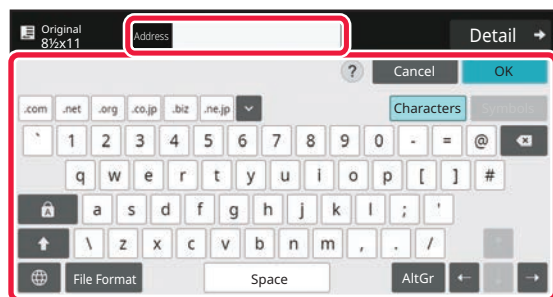 Original
8½x11
Address
Detail →
? Cancel OK
.com .net .org .co.jp .biz .ne.jp Characters Symbols
` 1 2 3 4 5 6 7 8 9 0 - = @
q w e r t y u i o p [ ] #
A a s d f g h j k l ; '
\ z x c v b n m , . /
File Format Space AltGr ← ↓ →